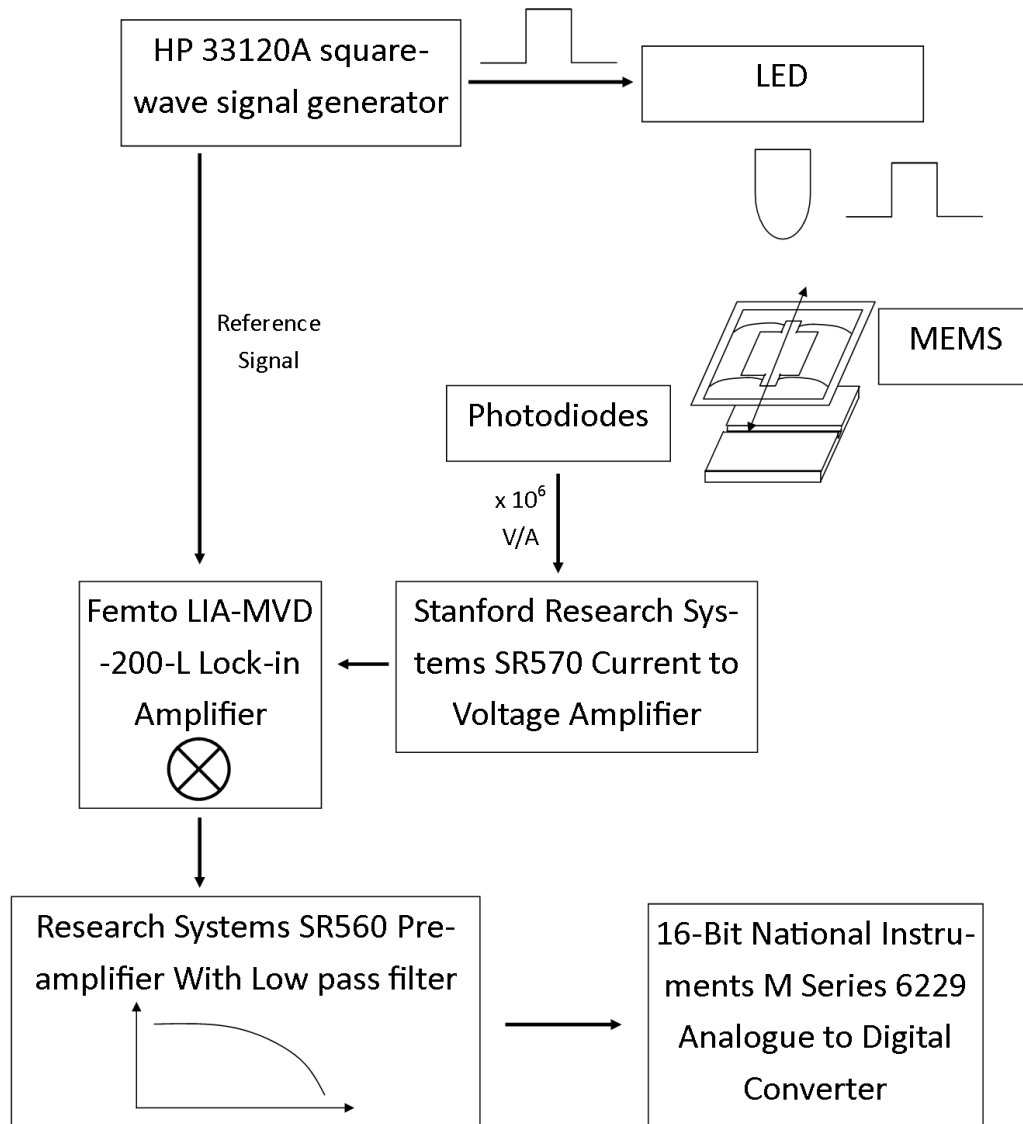 HP 33120A square-
wave signal generator
LED
Reference
Signal
MEMS
Photodiodes
x 10⁶
V/A
Femto LIA-MVD
-200-L Lock-in
Amplifier
Stanford Research Sys-
tems SR570 Current to
Voltage Amplifier
Research Systems SR560 Pre-
amplifier With Low pass filter
16-Bit National Instru-
ments M Series 6229
Analogue to Digital
Converter